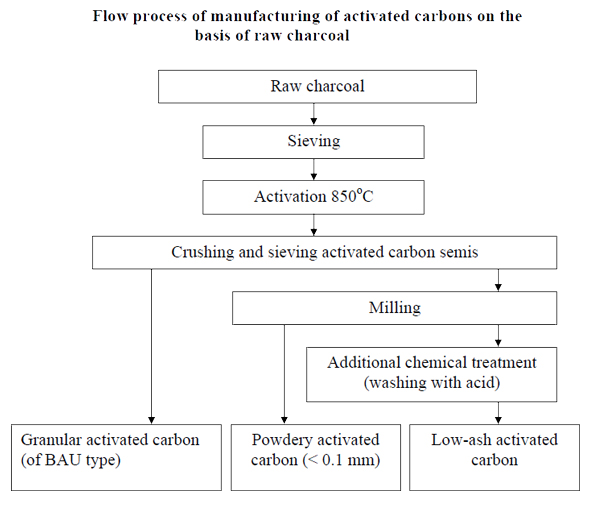 Flow process of manufacturing of activated carbons on the
basis of raw charcoal
Raw charcoal
Sieving
Activation 850°C
Crushing and sieving activated carbon semis
Milling
Additional chemical treatment
(washing with acid)
Granular activated carbon
(of BAU type)
Powdery activated
carbon (< 0.1 mm)
Low-ash activated
carbon